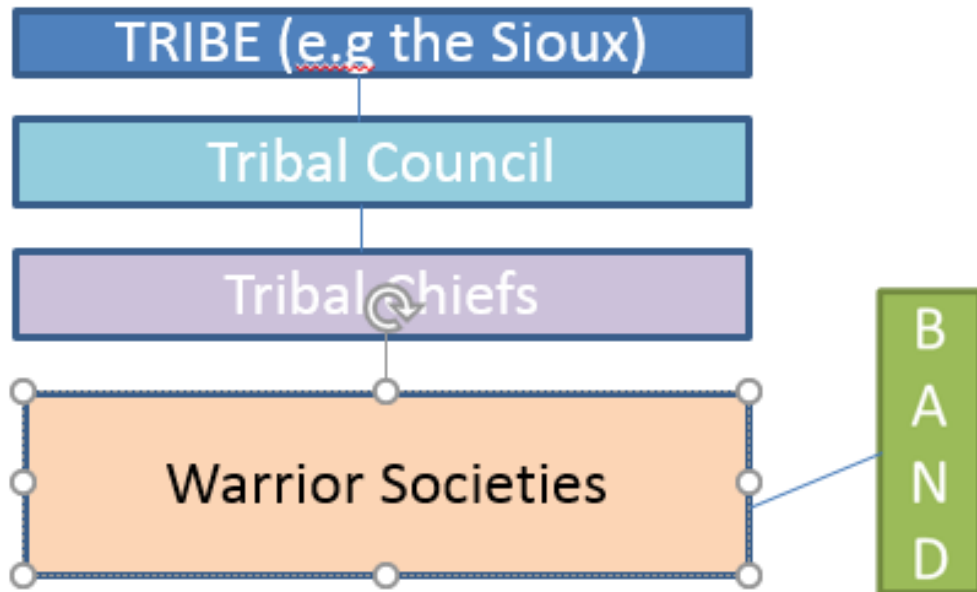 TRIBE (e.g the Sioux)
Tribal Council
Tribal Chiefs
Warrior Societies
B
A
N
D